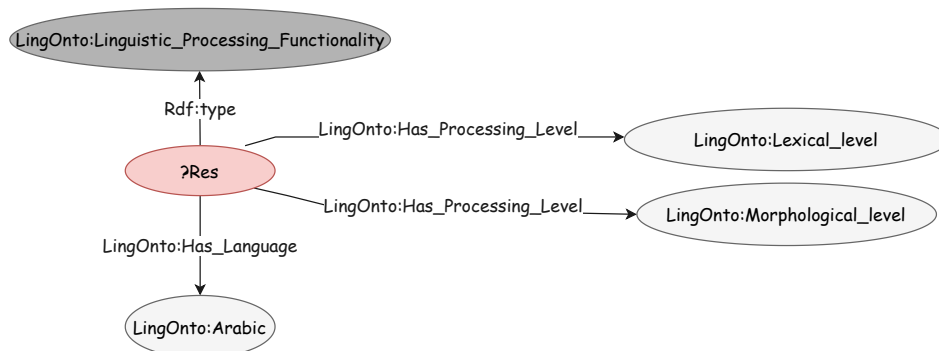 LingOnto:Linguistic_Processing_Functionality
Rdf:type
LingOnto:Has_Processing_Level
LingOnto:Lexical_level
?Res
LingOnto:Has_Processing_Level
LingOnto:Morphological_level
LingOnto:Has_Language
LingOnto:Arabic